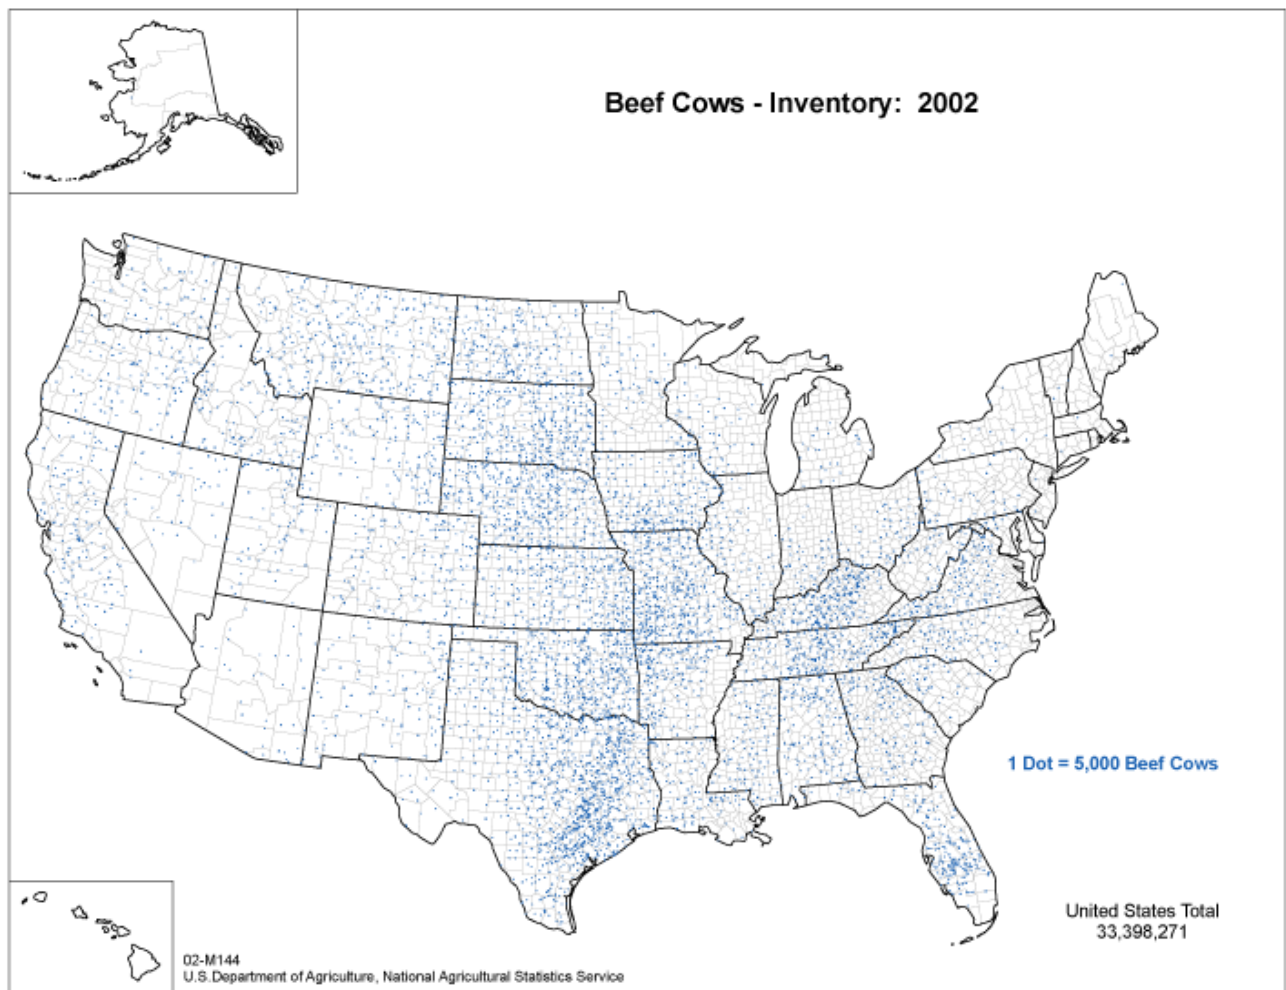 Beef Cows - Inventory:  2002
1 Dot = 5,000 Beef Cows
United States Total
33,398,271
02-M144
U.S.Department of Agriculture, National Agricultural Statistics Service